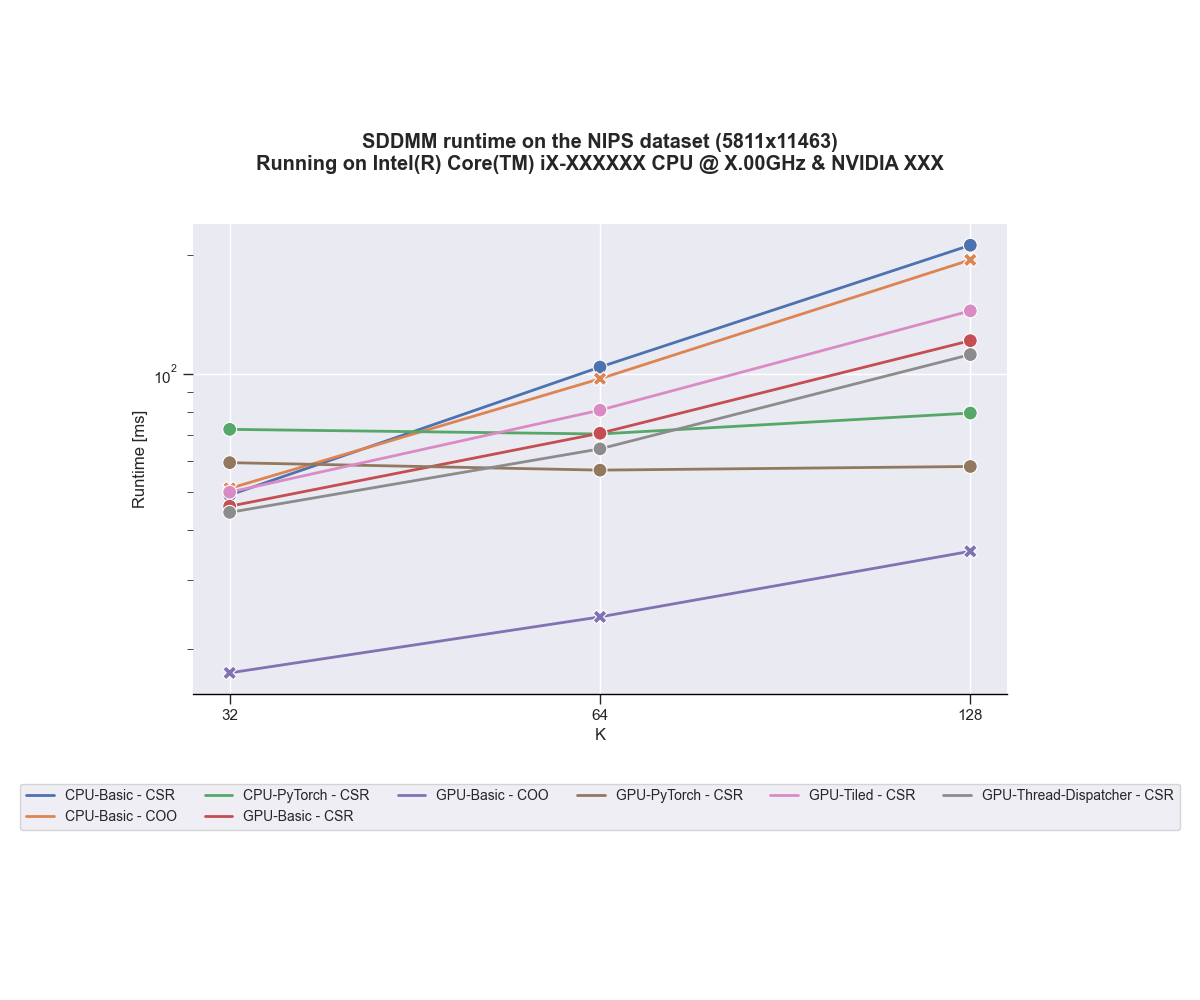 SDDMM runtime on the NIPS dataset (5811x11463)
Running on Intel(R) Core(TM) iX-XXXXXX CPU @ X.00GHz & NVIDIA XXX
10^2
Runtime [ms]
32 64 128
K
CPU-Basic - CSR CPU-PyTorch - CSR GPU-Basic - COO GPU-PyTorch - CSR GPU-Tiled - CSR GPU-Thread-Dispatcher - CSR
CPU-Basic - COO GPU-Basic - CSR